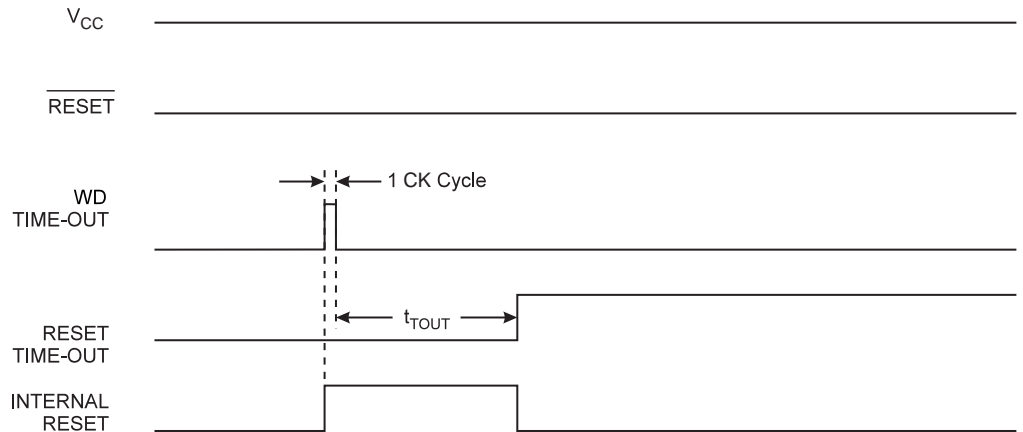 VCC
RESET
1 CK Cycle
WD
TIME-OUT
tTOUT
RESET
TIME-OUT
INTERNAL
RESET